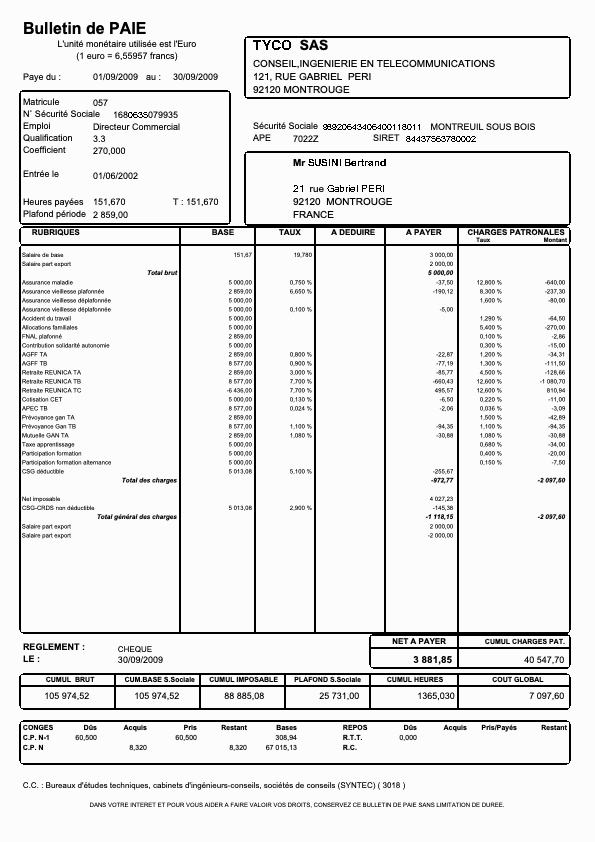 Bulletin de PAIE
L'unité monétaire utilisée est l'Euro
(1 euro = 6,55957 francs)
Paye du : 01/09/2009 au : 30/09/2009
TYCO SAS
CONSEIL,INGENIERIE EN TELECOMMUNICATIONS
121, RUE GABRIEL PERI
92120 MONTROUGE
Matricule 057
N° Sécurité Sociale 1680635079935
Emploi Directeur Commercial
Qualification 3.3
Coefficient 270,000
Entrée le 01/06/2002
Heures payées 151,670 T : 151,670
Plafond période 2 859,00
Sécurité Sociale 98920643406400118011 MONTREUIL SOUS BOIS
APE 7022Z SIRET 84437563780002
Mr SUSINI Bertrand
21 rue Gabriel PERI
92120 MONTROUGE
FRANCE
RUBRIQUES BASE TAUX A DEDUIRE A PAYER CHARGES PATRONALES
Taux Montant
Salaire de base 151,67 19,780 3 000,00
Salaire part export 2 000,00
Total brut 5 000,00
Assurance maladie 5 000,00 0,750 % -37,50 12,800 % -640,00
Assurance vieillesse plafonnée 2 859,00 6,650 % -190,12 8,300 % -237,30
Assurance vieillesse déplafonnée 5 000,00 1,600 % -80,00
Assurance vieillesse déplafonnée 5 000,00 0,100 % -5,00
Accident du travail 5 000,00 1,290 % -64,50
Allocations familiales 5 000,00 5,400 % -270,00
FNAL plafonné 2 859,00 0,100 % -2,86
Contribution solidarité autonomie 5 000,00 0,300 % -15,00
AGFF TA 2 859,00 0,800 % -22,87 1,200 % -34,31
AGFF TB 8 577,00 0,900 % -77,19 1,300 % -111,50
Retraite REUNICA TA 2 859,00 3,000 % -85,77 4,500 % -128,66
Retraite REUNICA TB 8 577,00 7,700 % -660,43 12,600 % -1 080,70
Retraite REUNICA TC -6 436,00 7,700 % 495,57 12,600 % 810,94
Cotisation CET 5 000,00 0,130 % -6,50 0,220 % -11,00
APEC TB 8 577,00 0,024 % -2,06 0,036 % -3,09
Prévoyance gan TA 2 859,00 1,500 % -42,89
Prévoyance Gan TB 8 577,00 1,100 % -94,35 1,100 % -94,35
Mutuelle GAN TA 2 859,00 1,080 % -30,88 1,080 % -30,88
Taxe apprentissage 5 000,00 0,680 % -34,00
Participation formation 5 000,00 0,400 % -20,00
Participation formation alternance 5 000,00 0,150 % -7,50
CSG déductible 5 013,08 5,100 % -255,67
Total des charges -972,77 -2 097,60
Net imposable 4 027,23
CSG-CRDS non déductible 5 013,08 2,900 % -145,38
Total général des charges -1 118,15 -2 097,60
Salaire part export 2 000,00
Salaire part export -2 000,00
REGLEMENT : CHEQUE
LE : 30/09/2009
NET A PAYER CUMUL CHARGES PAT.
3 881,85 40 547,70
CUMUL BRUT CUM.BASE S.Sociale CUMUL IMPOSABLE PLAFOND S.Sociale CUMUL HEURES COUT GLOBAL
105 974,52 105 974,52 88 885,08 25 731,00 1365,030 7 097,60
CONGES Dûs Acquis Pris Restant Bases REPOS Dûs Acquis Pris/Payés Restant
C.P. N-1 60,500 60,500 308,94 R.T.T. 0,000
C.P. N 8,320 8,320 67 015,13 R.C.
C.C. : Bureaux d'études techniques, cabinets d'ingénieurs-conseils, sociétés de conseils (SYNTEC) ( 3018 )
DANS VOTRE INTERET ET POUR VOUS AIDER A FAIRE VALOIR VOS DROITS, CONSERVEZ CE BULLETIN DE PAIE SANS LIMITATION DE DUREE.